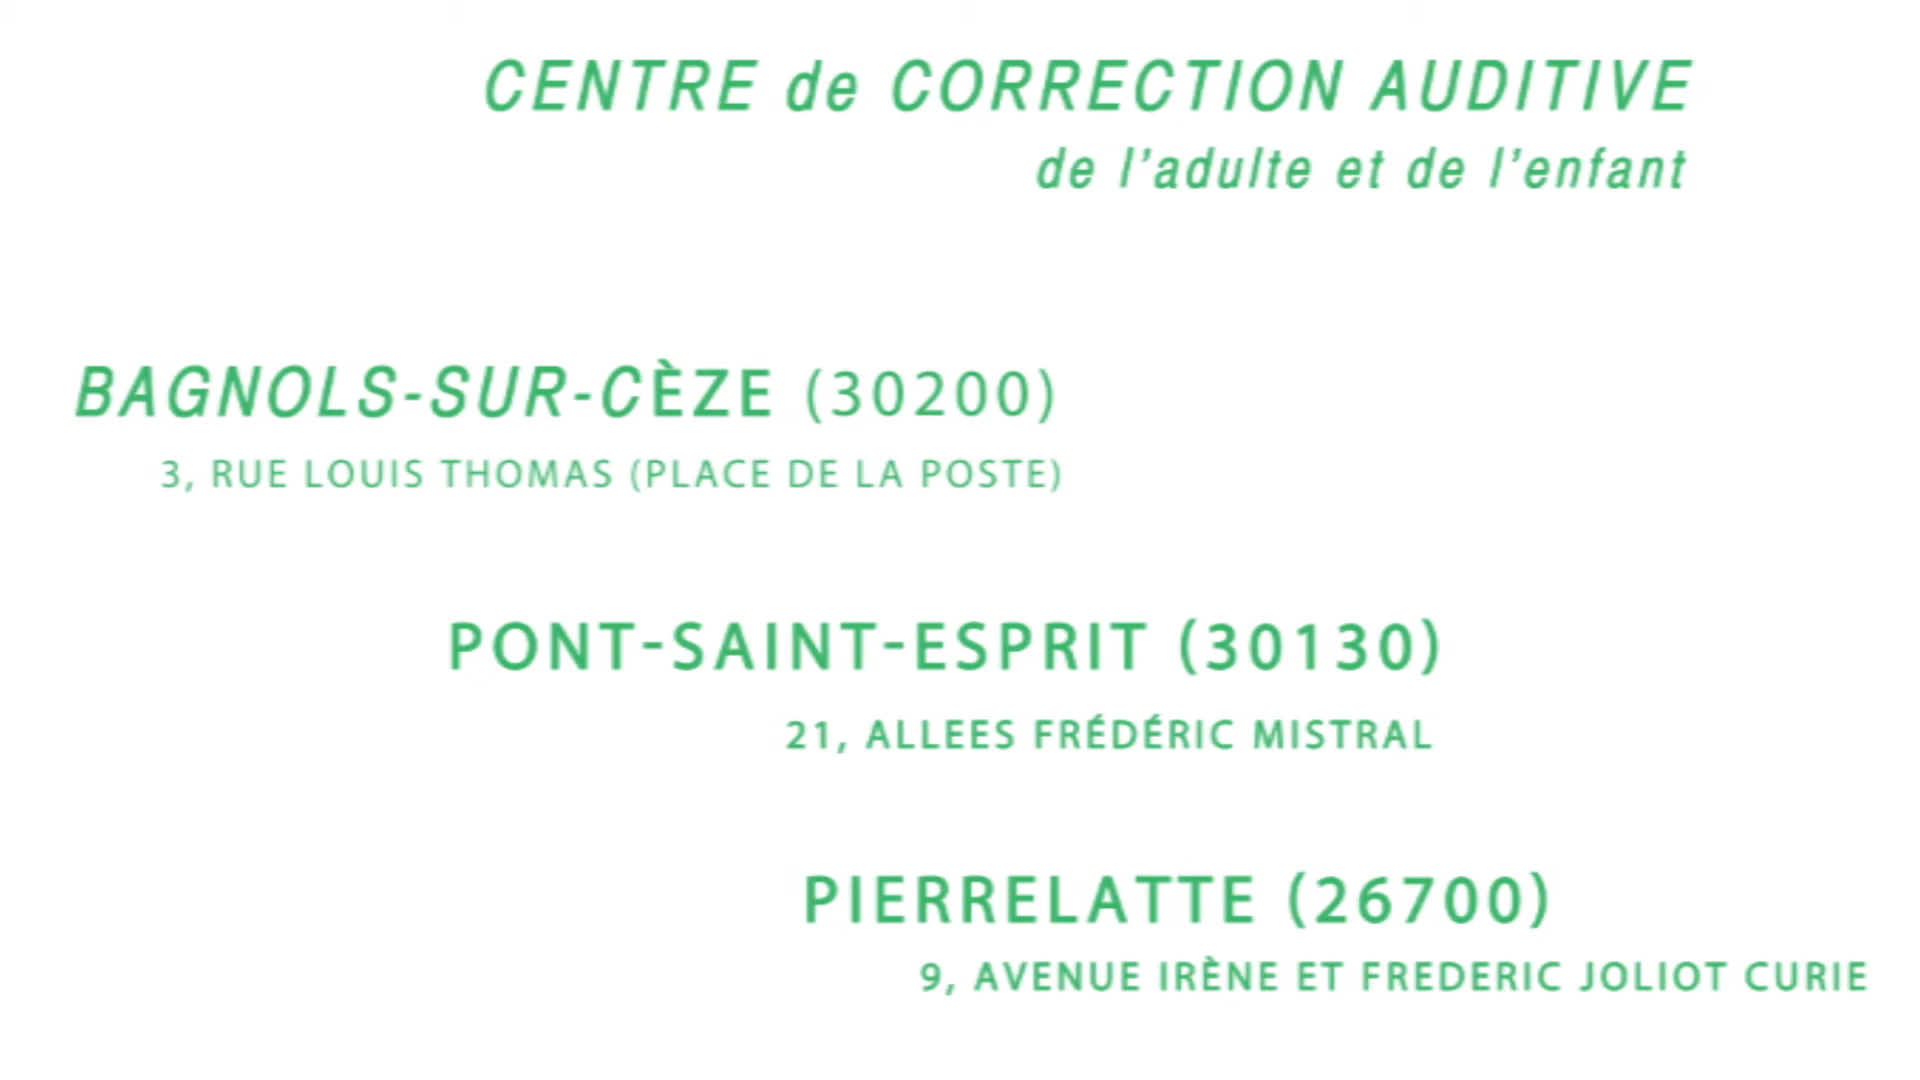 CENTRE de CORRECTION AUDITIVE
de l'adulte et de l'enfant
BAGNOLS-SUR-CÈZE (30200)
3, RUE LOUIS THOMAS (PLACE DE LA POSTE)
PONT-SAINT-ESPRIT (30130)
21, ALLEES FRÉDÉRIC MISTRAL
PIERRELATTE (26700)
9, AVENUE IRÈNE ET FREDERIC JOLIOT CURIE